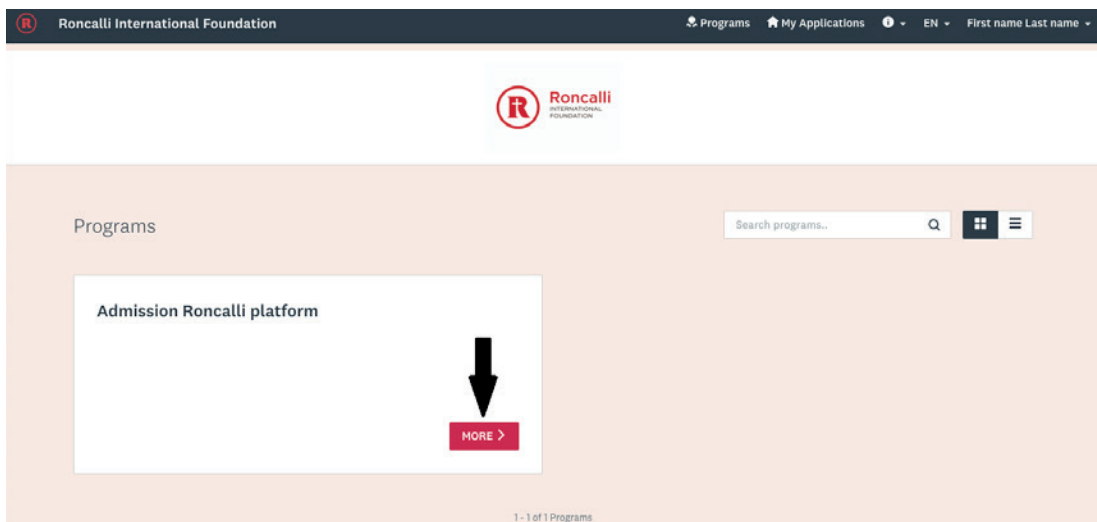 Roncalli International Foundation Programs My Applications EN First name Last name
Roncalli
INTERNATIONAL
FOUNDATION
Programs
Search programs..
Admission Roncalli platform
MORE >
1 - 1 of 1 Programs